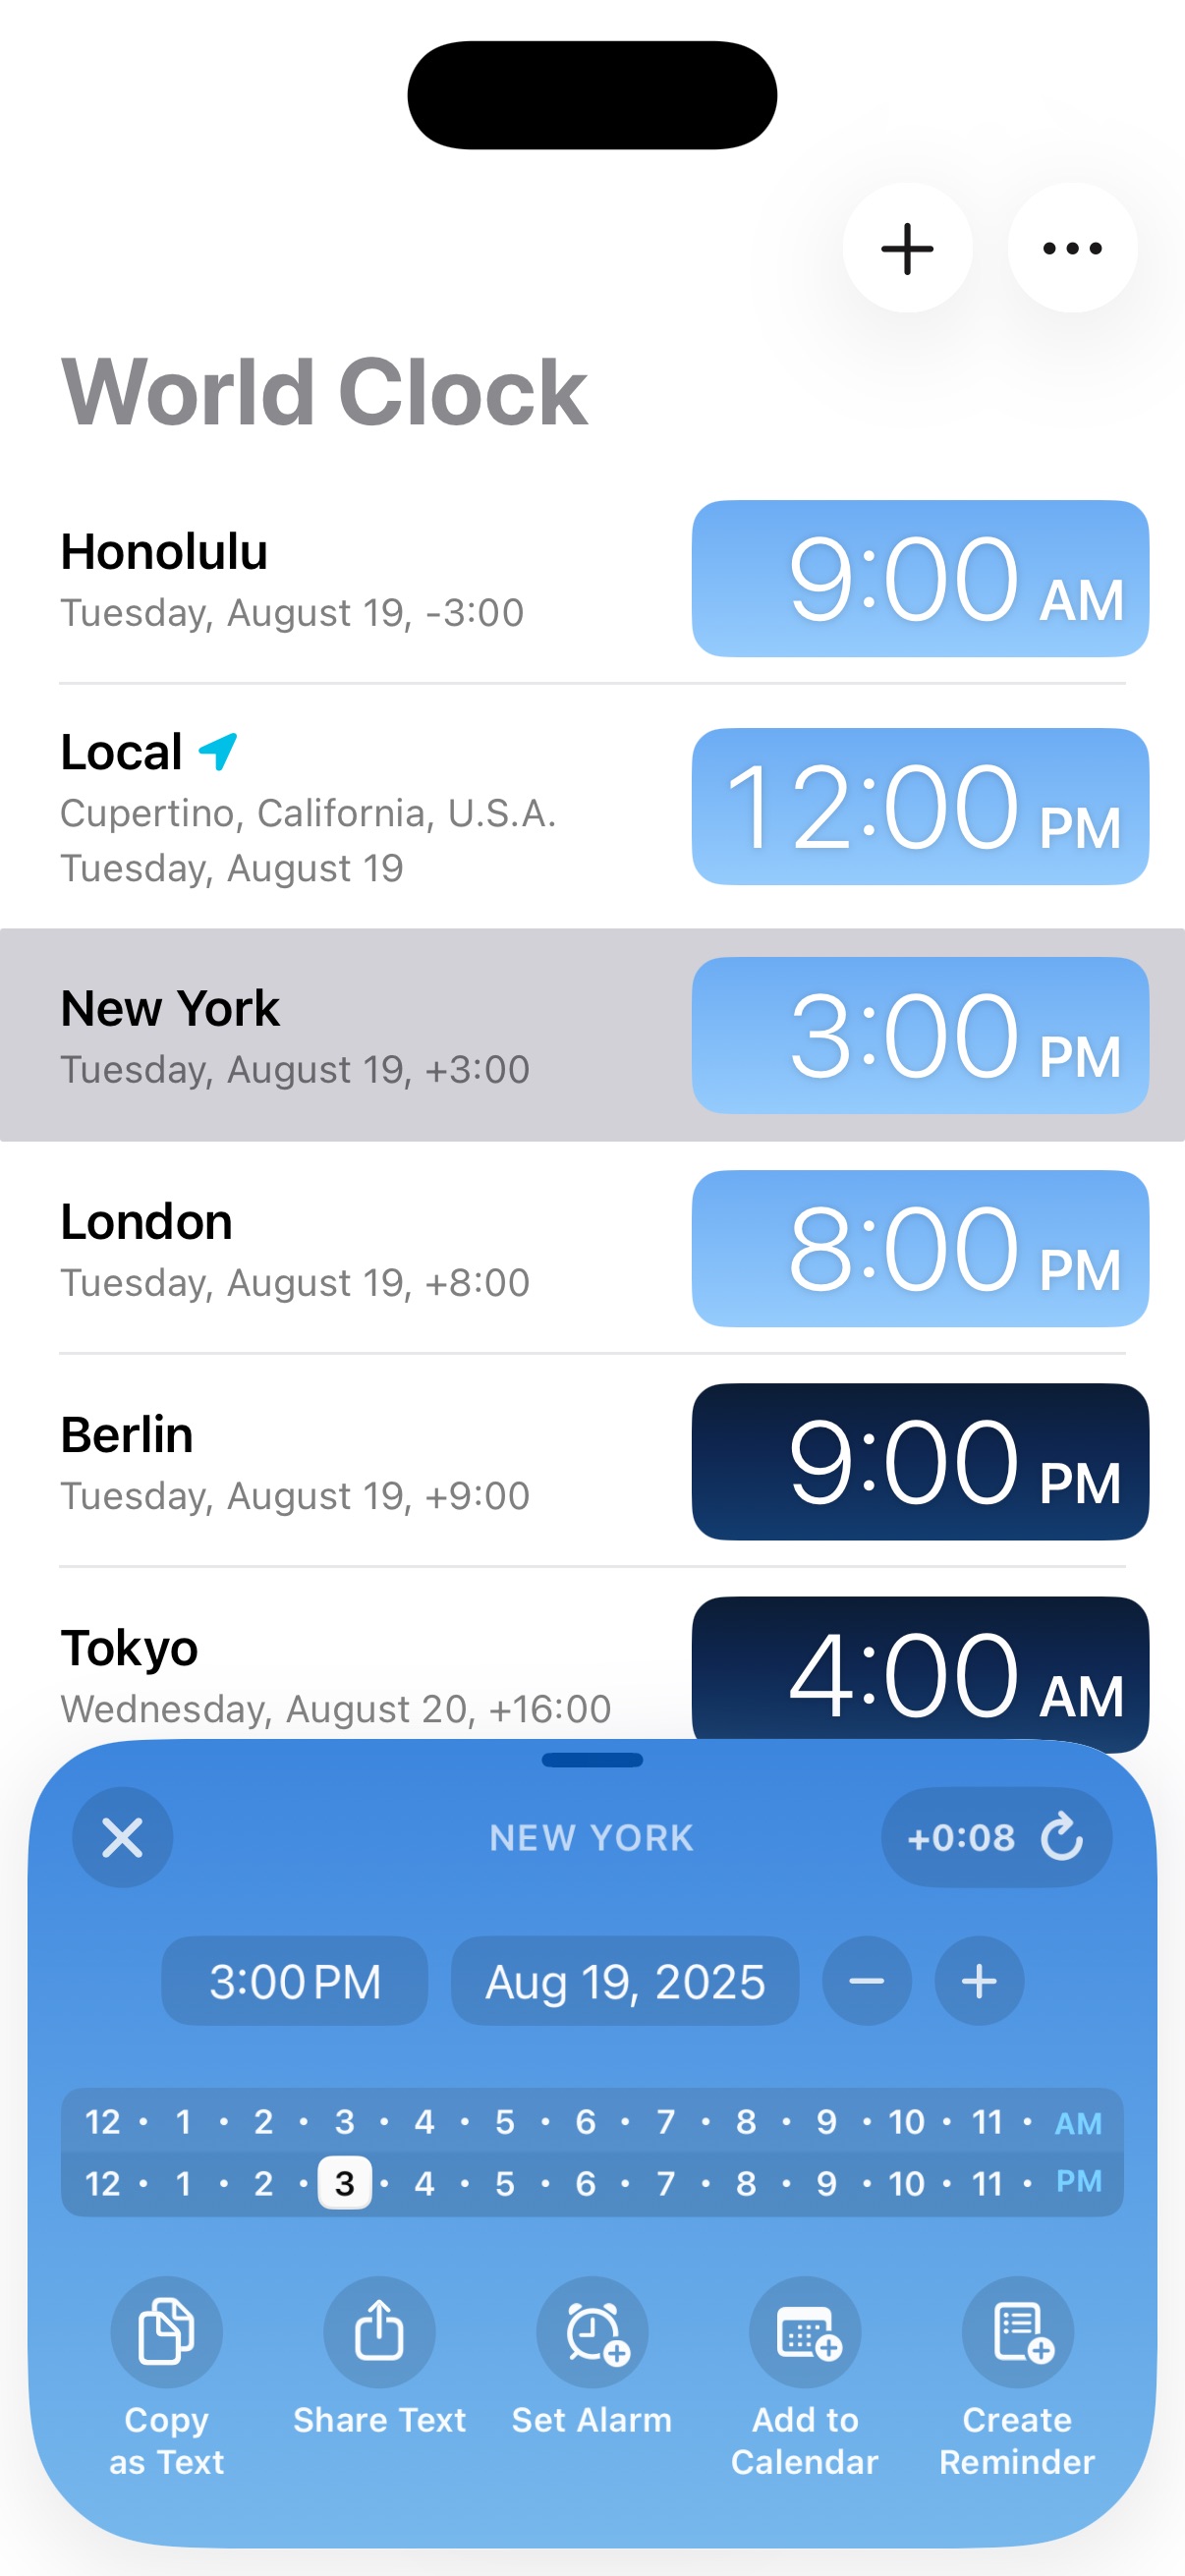 World Clock
Honolulu
Tuesday, August 19, -3:00
9:00 AM
Local
Cupertino, California, U.S.A.
Tuesday, August 19
12:00 PM
New York
Tuesday, August 19, +3:00
3:00 PM
London
Tuesday, August 19, +8:00
8:00 PM
Berlin
Tuesday, August 19, +9:00
9:00 PM
Tokyo
Wednesday, August 20, +16:00
4:00 AM
NEW YORK
+0:08
3:00 PM
Aug 19, 2025
12 · 1 · 2 · 3 · 4 · 5 · 6 · 7 · 8 · 9 · 10 · 11 · AM
12 · 1 · 2 · 3 · 4 · 5 · 6 · 7 · 8 · 9 · 10 · 11 · PM
Copy
as Text
Share Text
Set Alarm
Add to
Calendar
Create
Reminder